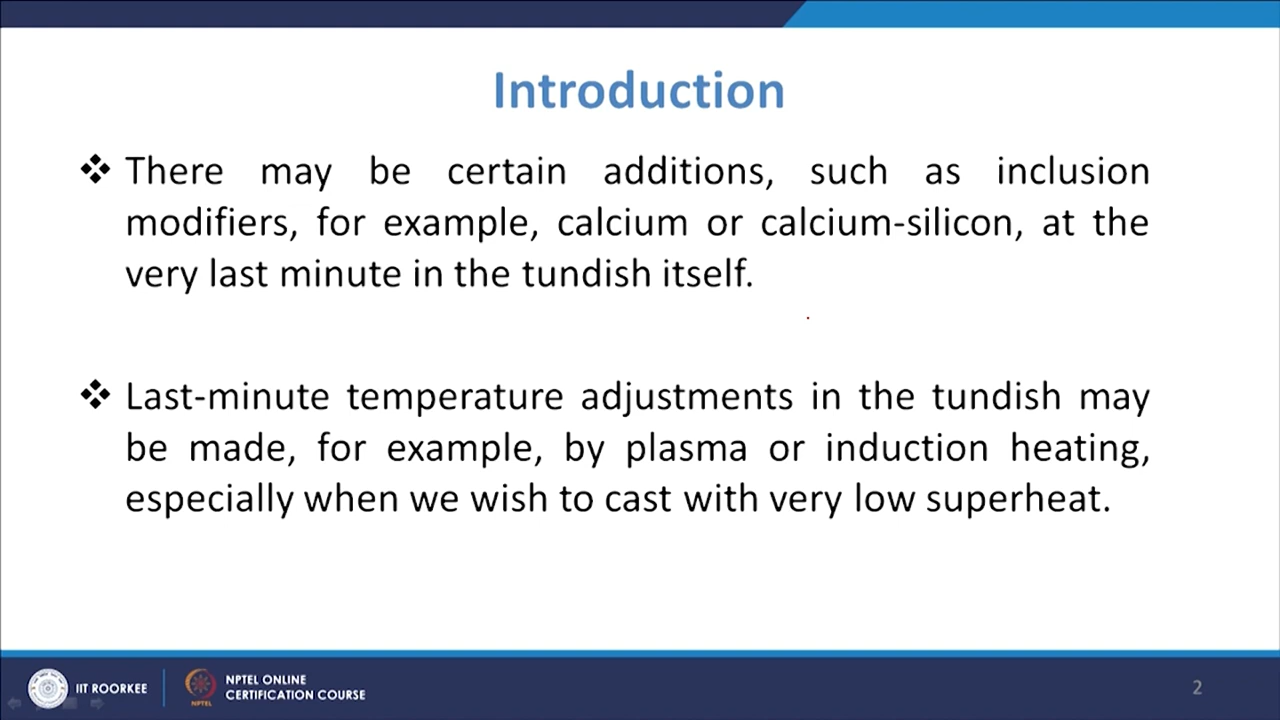 Introduction
❖ There may be certain additions, such as inclusion
modifiers, for example, calcium or calcium-silicon, at the
very last minute in the tundish itself.
❖ Last-minute temperature adjustments in the tundish may
be made, for example, by plasma or induction heating,
especially when we wish to cast with very low superheat.
IIT ROORKEE
NPTEL
NPTEL ONLINE
CERTIFICATION COURSE
2